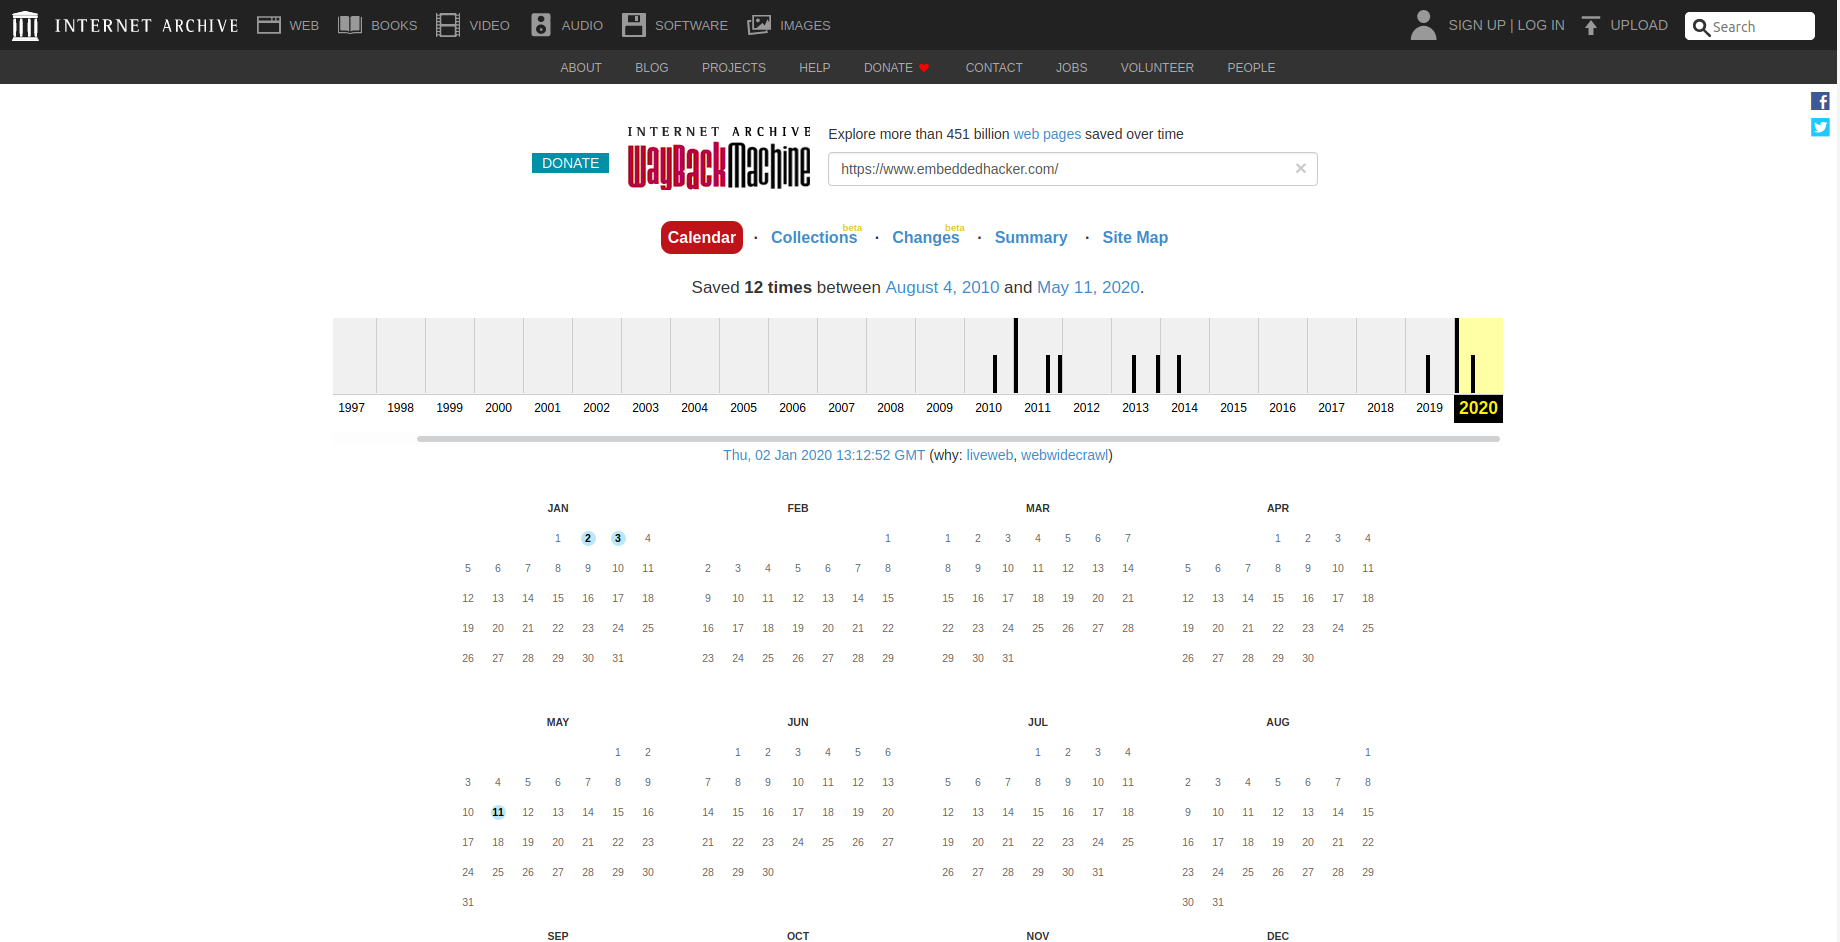 INTERNET ARCHIVE WEB BOOKS VIDEO AUDIO SOFTWARE IMAGES SIGN UP | LOG IN UPLOAD Search
ABOUT BLOG PROJECTS HELP DONATE CONTACT JOBS VOLUNTEER PEOPLE
DONATE
INTERNET ARCHIVE
WayBackMachine
Explore more than 451 billion web pages saved over time
https://www.embeddedhacker.com/ ×
Calendar · Collections beta · Changes beta · Summary · Site Map
Saved 12 times between August 4, 2010 and May 11, 2020.
1997 1998 1999 2000 2001 2002 2003 2004 2005 2006 2007 2008 2009 2010 2011 2012 2013 2014 2015 2016 2017 2018 2019 2020
Thu, 02 Jan 2020 13:12:52 GMT (why: liveweb, webwidecrawl)
JAN
1 2 3 4
5 6 7 8 9 10 11
12 13 14 15 16 17 18
19 20 21 22 23 24 25
26 27 28 29 30 31
FEB
1
2 3 4 5 6 7 8
9 10 11 12 13 14 15
16 17 18 19 20 21 22
23 24 25 26 27 28 29
MAR
1 2 3 4 5 6 7
8 9 10 11 12 13 14
15 16 17 18 19 20 21
22 23 24 25 26 27 28
29 30 31
APR
1 2 3 4
5 6 7 8 9 10 11
12 13 14 15 16 17 18
19 20 21 22 23 24 25
26 27 28 29 30
MAY
1 2
3 4 5 6 7 8 9
10 11 12 13 14 15 16
17 18 19 20 21 22 23
24 25 26 27 28 29 30
31
JUN
1 2 3 4 5 6
7 8 9 10 11 12 13
14 15 16 17 18 19 20
21 22 23 24 25 26 27
28 29 30
JUL
1 2 3 4
5 6 7 8 9 10 11
12 13 14 15 16 17 18
19 20 21 22 23 24 25
26 27 28 29 30 31
AUG
1
2 3 4 5 6 7 8
9 10 11 12 13 14 15
16 17 18 19 20 21 22
23 24 25 26 27 28 29
30 31
SEP OCT NOV DEC